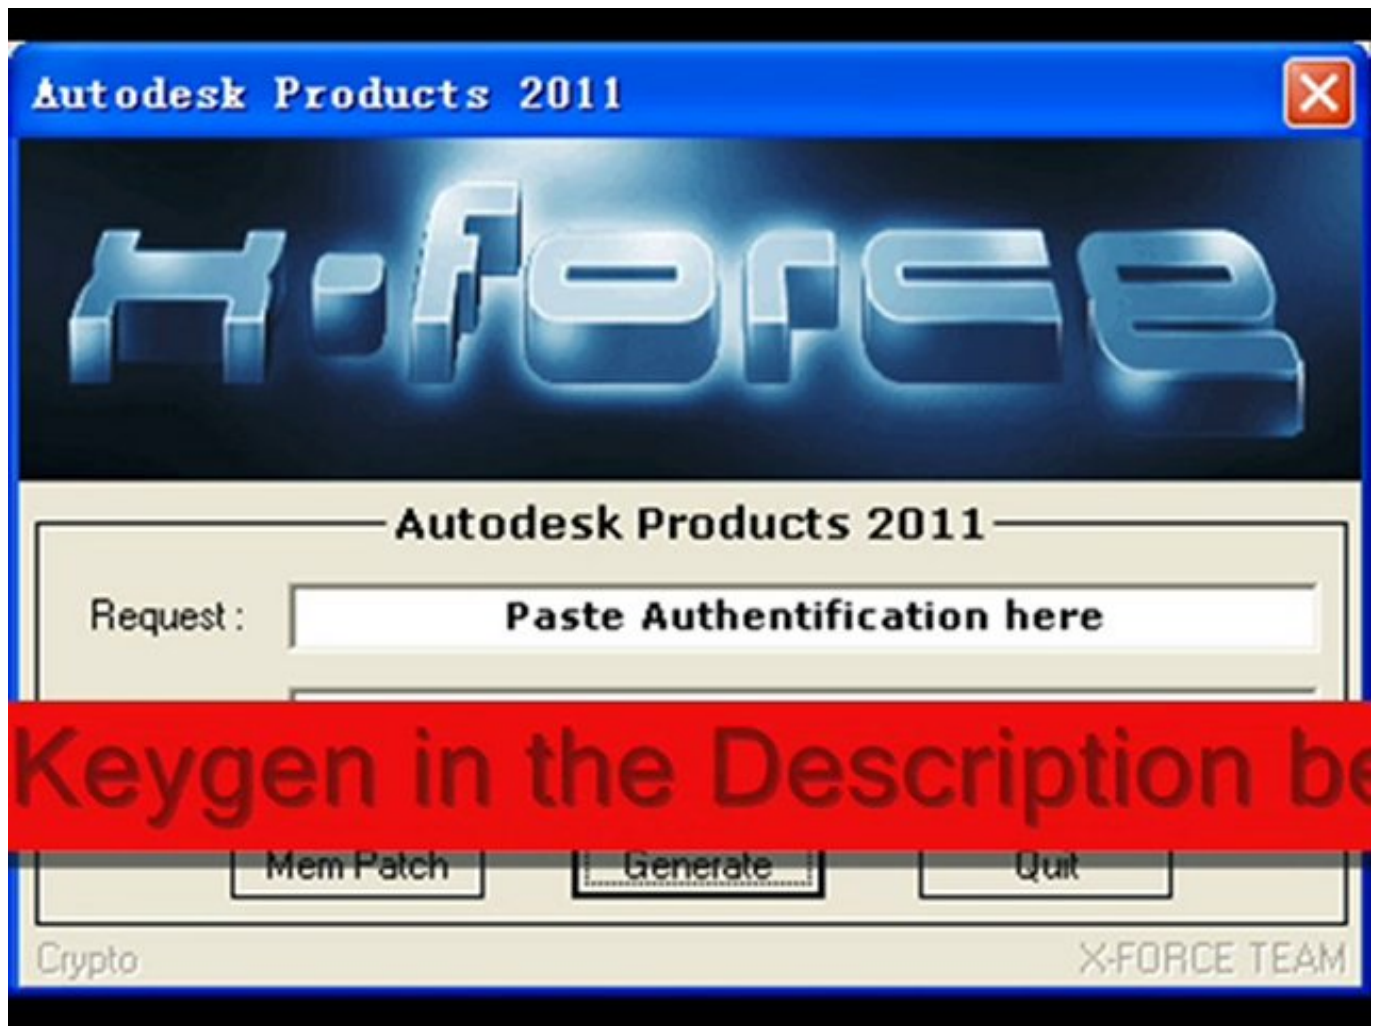 Autodesk Products 2011
x-force
Autodesk Products 2011
Request :
Paste Authentification here
Keygen in the Description be
Mem Patch
Generate
Quit
Crypto
X-FORCE TEAM